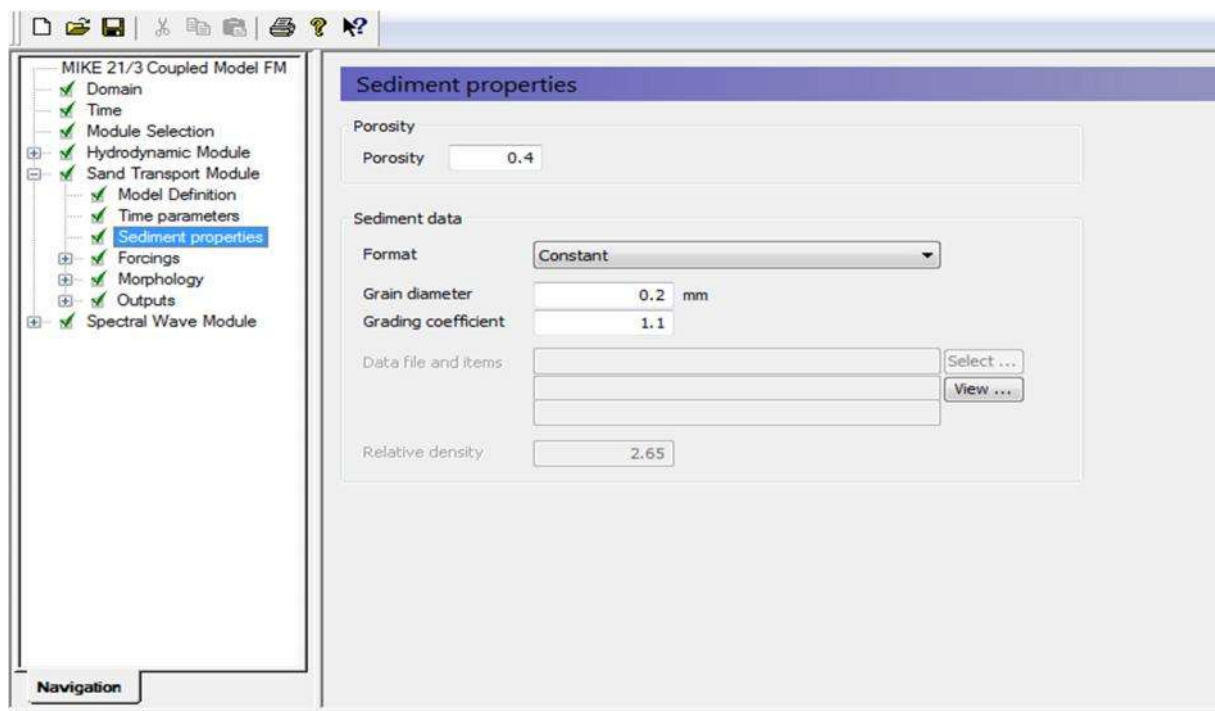 MIKE 21/3 Coupled Model FM
Domain
Time
Module Selection
Hydrodynamic Module
Sand Transport Module
Model Definition
Time parameters
Sediment properties
Forcings
Morphology
Outputs
Spectral Wave Module
Navigation
Sediment properties
Porosity
Porosity 0.4
Sediment data
Format Constant
Grain diameter 0.2 mm
Grading coefficient 1.1
Data file and items Select ...
View ...
Relative density 2.65